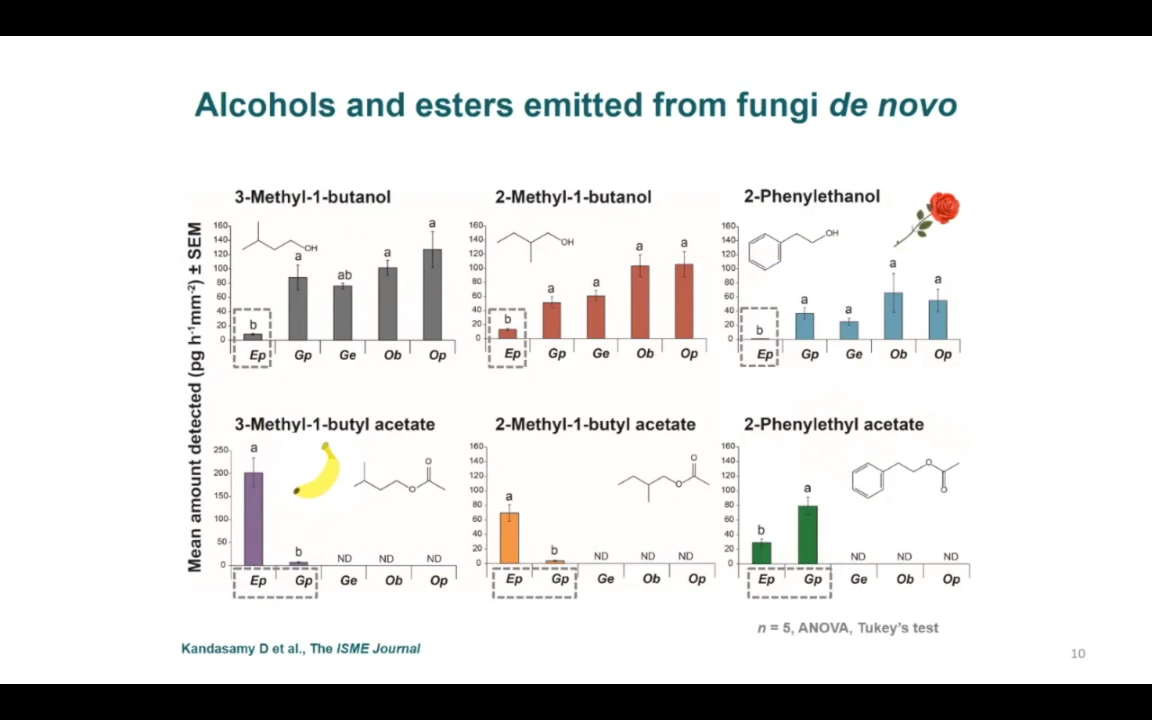 Alcohols and esters emitted from fungi de novo
Mean amount detected (pg h⁻¹mm⁻²) ± SEM
3-Methyl-1-butanol
160
140
120
100
80
60
40
20
0
OH
b
a
ab
a
a
Ep Gp Ge Ob Op
2-Methyl-1-butanol
160
140
120
100
80
60
40
20
0
OH
b
a
a
a
a
Ep Gp Ge Ob Op
2-Phenylethanol
160
140
120
100
80
60
40
20
0
OH
b
a
a
a
a
Ep Gp Ge Ob Op
3-Methyl-1-butyl acetate
250
200
150
100
50
0
O
O
a
b
ND ND ND
Ep Gp Ge Ob Op
2-Methyl-1-butyl acetate
160
140
120
100
80
60
40
20
0
O
O
a
b
ND ND ND
Ep Gp Ge Ob Op
2-Phenylethyl acetate
160
140
120
100
80
60
40
20
0
O
O
b
a
ND ND ND
Ep Gp Ge Ob Op
n = 5, ANOVA, Tukey's test
Kandasamy D et al., The ISME Journal
10